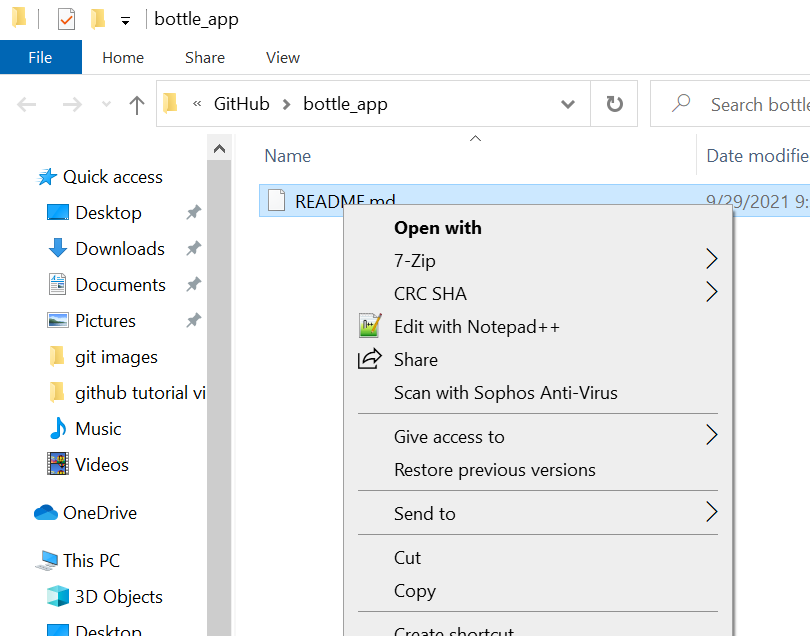 bottle_app
File Home Share View
« GitHub > bottle_app
Search bottle
Name
Date modifie
Quick access
README.md
9/29/2021 9:
Desktop
Downloads
Documents
Pictures
git images
github tutorial vi
Music
Videos
OneDrive
This PC
3D Objects
Desktop
Open with
7-Zip
CRC SHA
Edit with Notepad++
Share
Scan with Sophos Anti-Virus
Give access to
Restore previous versions
Send to
Cut
Copy
Create shortcut